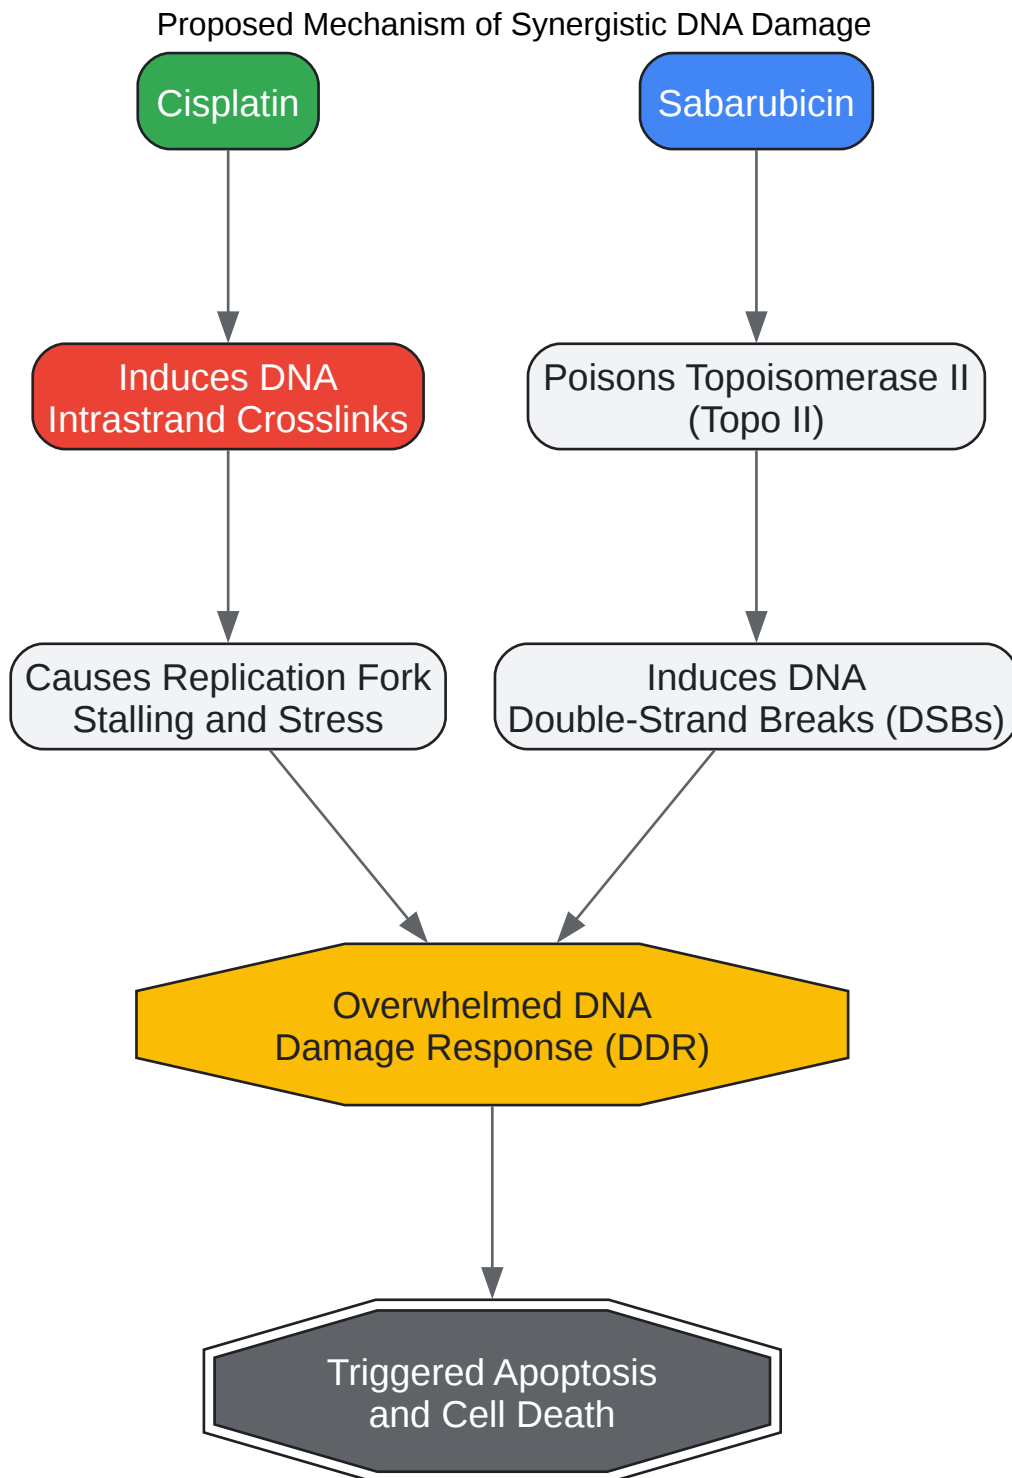 Proposed Mechanism of Synergistic DNA Damage
Cisplatin
Sabarubicin
Induces DNA
Intrastrand Crosslinks
Poisons Topoisomerase II
(Topo II)
Causes Replication Fork
Stalling and Stress
Induces DNA
Double-Strand Breaks (DSBs)
Overwhelmed DNA
Damage Response (DDR)
Triggered Apoptosis
and Cell Death